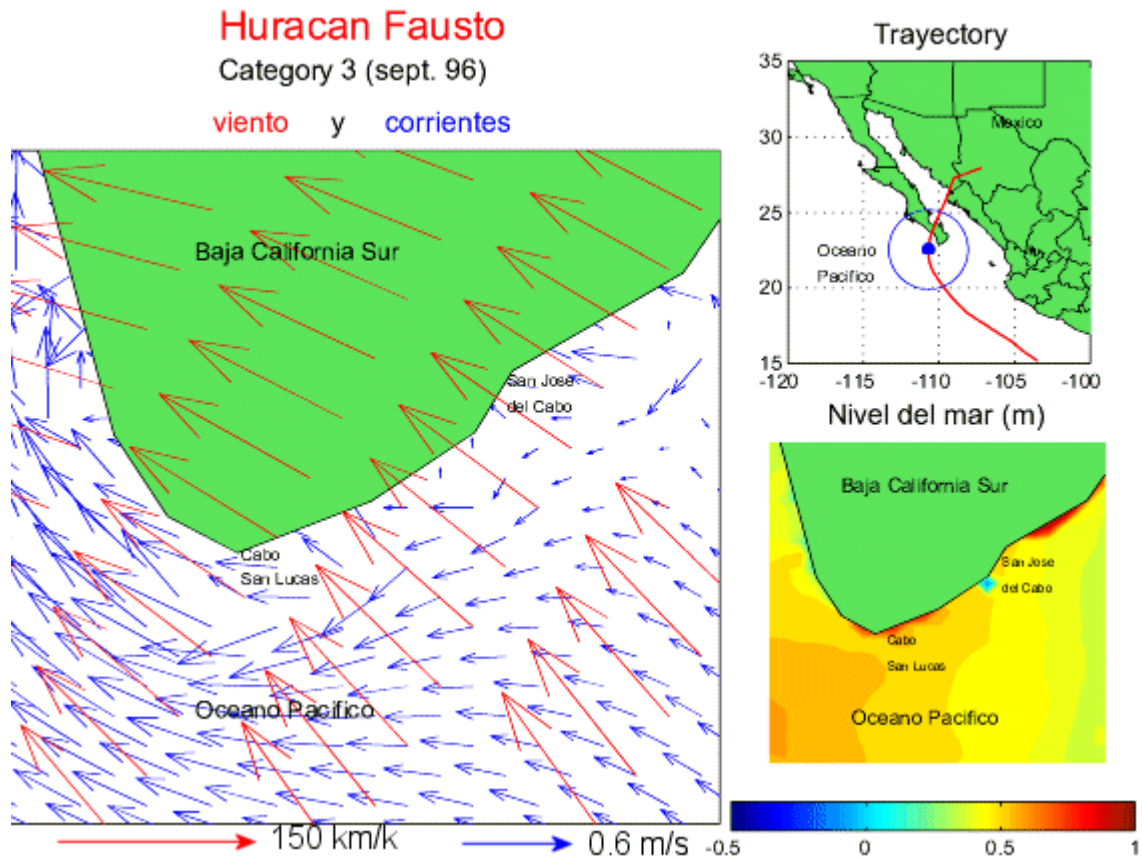 Huracan Fausto
Category 3 (sept. 96)
viento y corrientes
Baja California Sur
San Jose
del Cabo
Cabo
San Lucas
Oceano Pacifico
150 km/k
0.6 m/s
Trayectory
35
30
25
20
15
-120 -115 -110 -105 -100
Mexico
Oceano
Pacifico
Nivel del mar (m)
Baja California Sur
San Jose
del Cabo
Cabo
San Lucas
Oceano Pacifico
-0.5 0 0.5 1